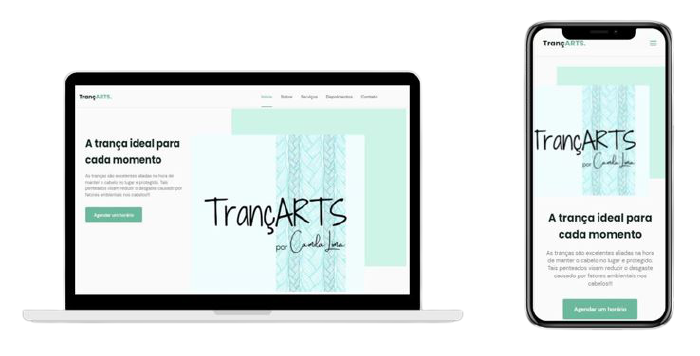 TrançARTS.
Início Sobre Serviços Depoimentos Contato
A trança ideal para
cada momento
As tranças são excelentes aliadas na hora
de manter o cabelo no lugar e protegido. Tais
penteados visam reduzir o desgaste causado por
fatores ambientais nos cabelos!!!
Agendar um horário
TrançARTS
por Camila Lima
TrançARTS.
TrançARTS
por Camila Lima
A trança ideal para
cada momento
As tranças são excelentes aliadas na hora
de manter o cabelo no lugar e protegido.
Tais penteados visam reduzir o desgaste
causado por fatores ambientais nos
cabelos!!!
Agendar um horário